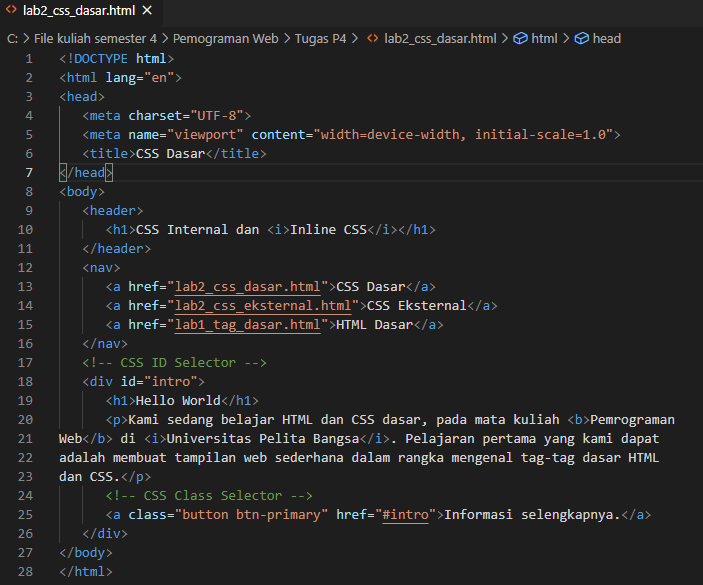 lab2_css_dasar.html ✕
C: > File kuliah semester 4 > Pemograman Web > Tugas P4 > lab2_css_dasar.html > html > head
1 <!DOCTYPE html>
2 <html lang="en">
3 <head>
4 <meta charset="UTF-8">
5 <meta name="viewport" content="width=device-width, initial-scale=1.0">
6 <title>CSS Dasar</title>
7 </head>
8 <body>
9 <header>
10 <h1>CSS Internal dan <i>Inline CSS</i></h1>
11 </header>
12 <nav>
13 <a href="lab2_css_dasar.html">CSS Dasar</a>
14 <a href="lab2_css_eksternal.html">CSS Eksternal</a>
15 <a href="lab1_tag_dasar.html">HTML Dasar</a>
16 </nav>
17 <!-- CSS ID Selector -->
18 <div id="intro">
19 <h1>Hello World</h1>
20 <p>Kami sedang belajar HTML dan CSS dasar, pada mata kuliah <b>Pemrograman
21 Web</b> di <i>Universitas Pelita Bangsa</i>. Pelajaran pertama yang kami dapat
22 adalah membuat tampilan web sederhana dalam rangka mengenal tag-tag dasar HTML
23 dan CSS.</p>
24 <!-- CSS Class Selector -->
25 <a class="button btn-primary" href="#intro">Informasi selengkapnya.</a>
26 </div>
27 </body>
28 </html>